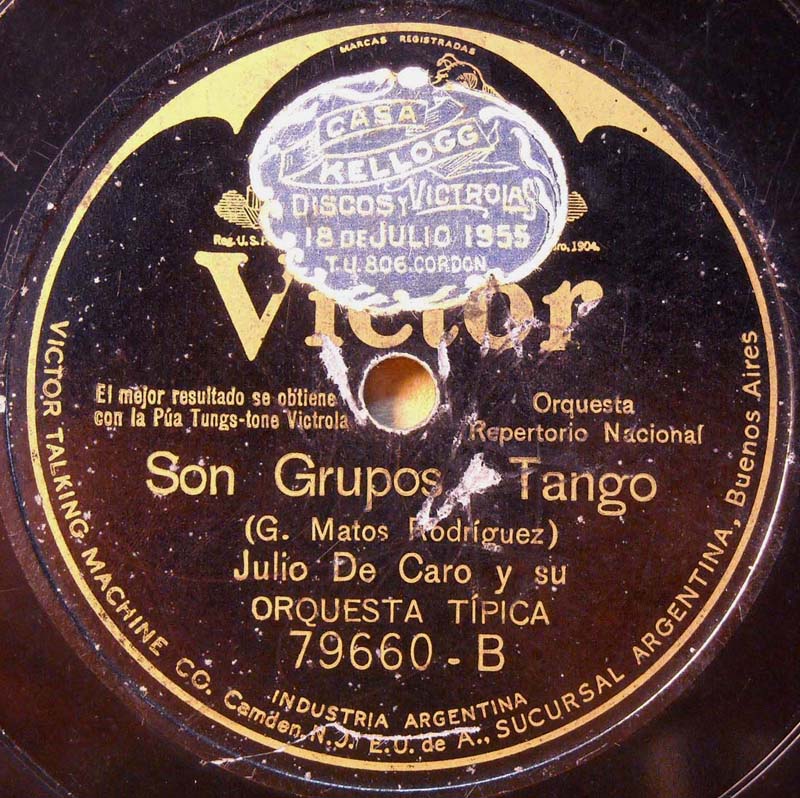 MARCAS REGISTRADAS
CASA
KELLOGG
DISCOS Y VICTROLAS
18 DE JULIO 1955
T.U. 806. CORDON
Reg. U.S. 1904.
Victor
El mejor resultado se obtiene
con la Púa Tungs-tone Victrola
Orquesta
Repertorio Nacional
Son Grupos Tango
(G. Matos Rodríguez)
Julio De Caro y su
ORQUESTA TÍPICA
79660-B
INDUSTRIA ARGENTINA
VICTOR TALKING MACHINE CO. Camden, N.J. E.U. de A., SUCURSAL ARGENTINA, Buenos Aires